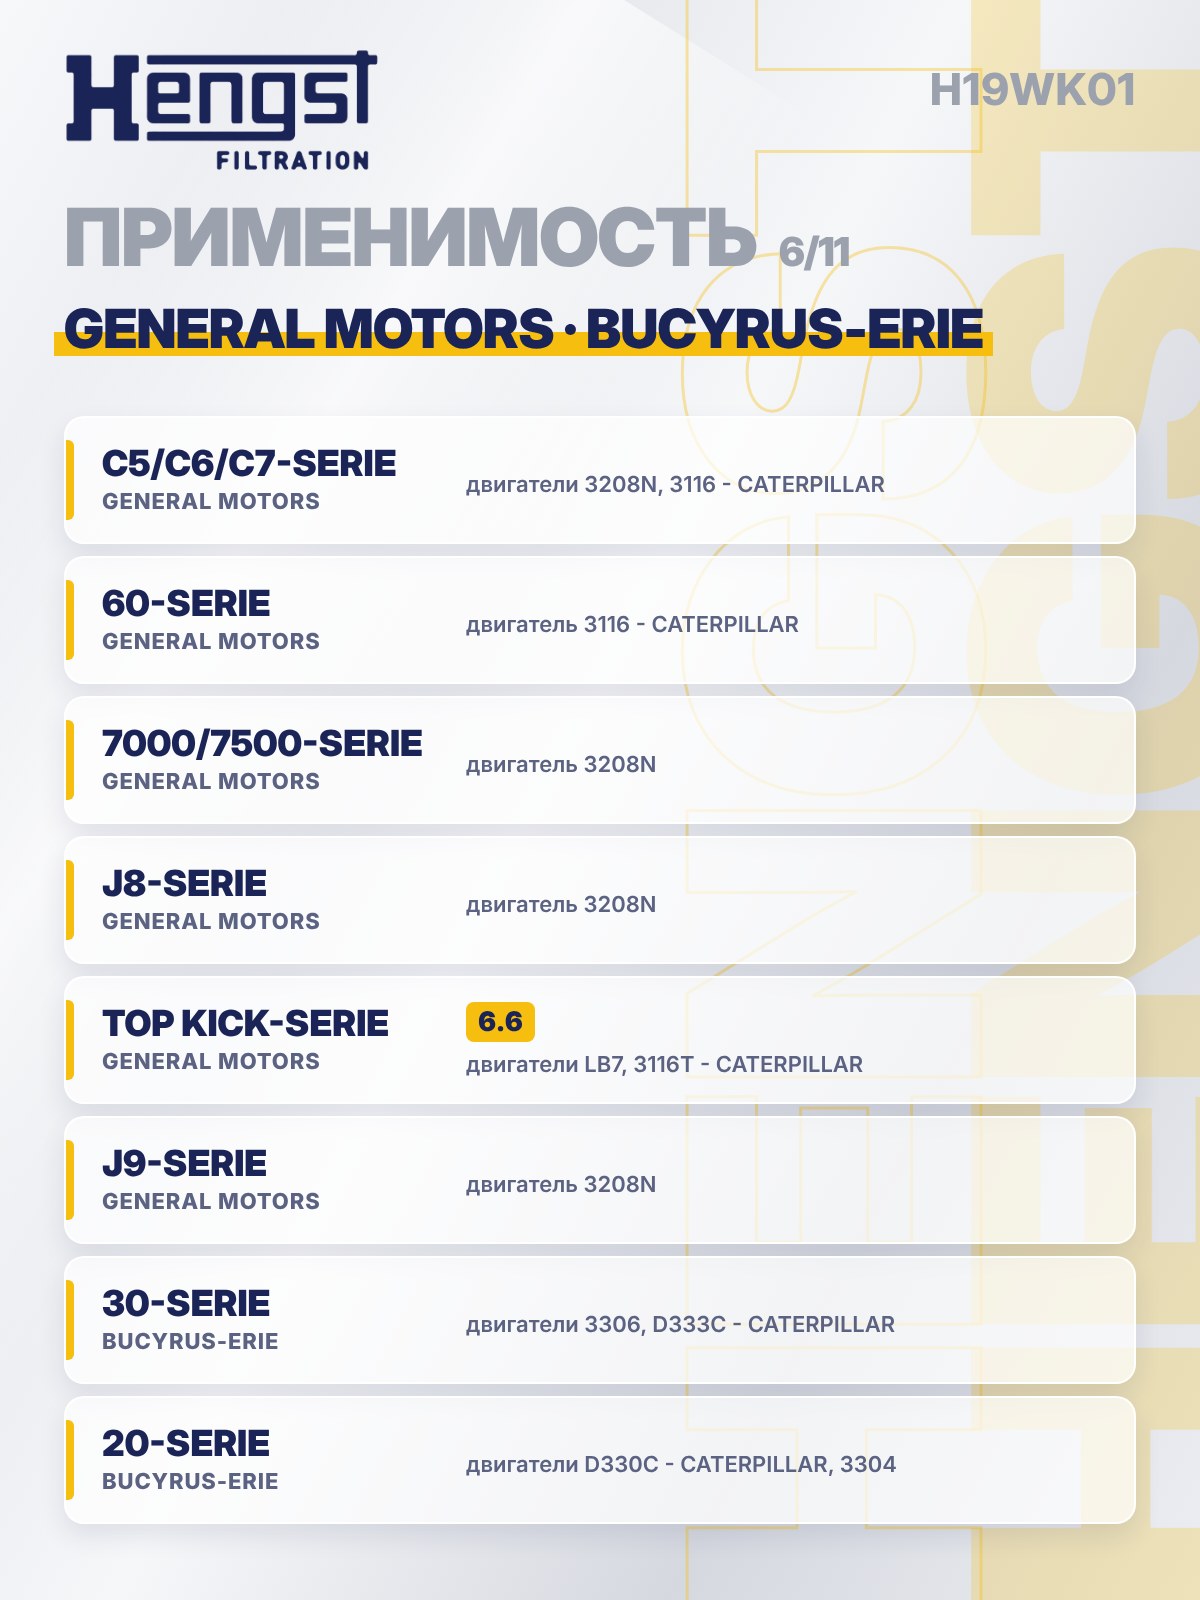 Hengst
FILTRATION
H19WK01
ПРИМЕНИМОСТЬ 6/11
GENERAL MOTORS · BUCYRUS-ERIE
C5/C6/C7-SERIE
GENERAL MOTORS
двигатели 3208N, 3116 - CATERPILLAR
60-SERIE
GENERAL MOTORS
двигатель 3116 - CATERPILLAR
7000/7500-SERIE
GENERAL MOTORS
двигатель 3208N
J8-SERIE
GENERAL MOTORS
двигатель 3208N
TOP KICK-SERIE
GENERAL MOTORS
6.6
двигатели LB7, 3116T - CATERPILLAR
J9-SERIE
GENERAL MOTORS
двигатель 3208N
30-SERIE
BUCYRUS-ERIE
двигатели 3306, D333C - CATERPILLAR
20-SERIE
BUCYRUS-ERIE
двигатели D330C - CATERPILLAR, 3304
HENGST
HENGST